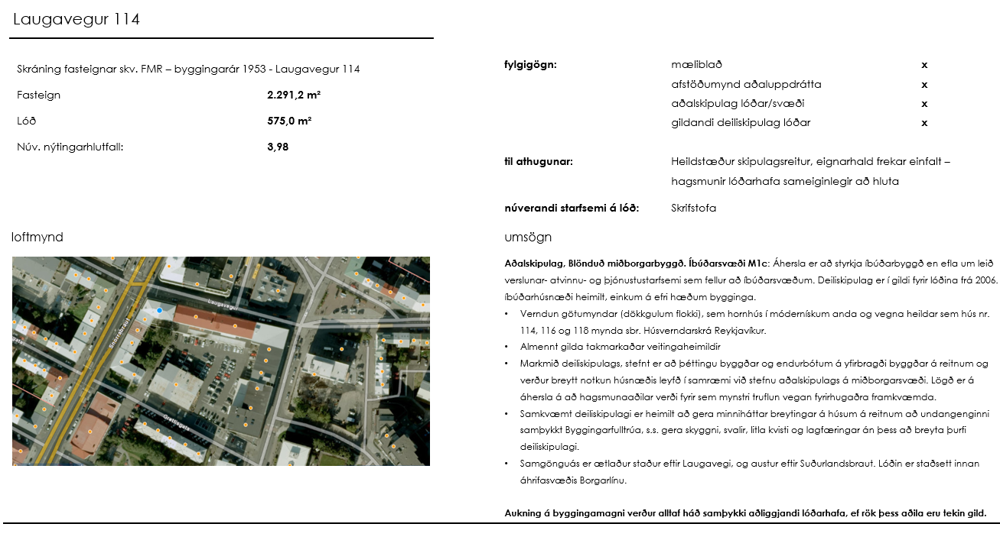 Laugavegur 114
Skráning fasteignar skv. FMR – byggingarár 1953 - Laugavegur 114
Fasteign 2.291,2 m²
Lóð 575,0 m²
Núv. nýtingarhlutfall: 3,98
loftmynd
Laugavegur
Snorrabraut
gata
Grettisgata
fylgigögn: mæliblað x
afstöðumynd aðaluppdrátta x
aðalskipulag lóðar/svæði x
gildandi deiliskipulag lóðar x
til athugunar: Heildstæður skipulagsreitur, eignarhald frekar einfalt –
hagsmunir lóðarhafa sameiginlegir að hluta
núverandi starfsemi á lóð: Skrifstofa
umsögn
Aðalskipulag, Blönduð miðborgarbyggð. Íbúðarsvæði M1c: Áhersla er að styrkja íbúðarbyggð en efla um leið
verslunar- atvinnu- og þjónustustarfsemi sem fellur að íbúðarsvæðum. Deiliskipulag er í gildi fyrir lóðina frá 2006.
íbúðarhúsnæði heimilt, einkum á efri hæðum bygginga.
• Verndun götumyndar (dökkgulum flokki), sem hornhús í módernískum anda og vegna heildar sem hús nr.
114, 116 og 118 mynda sbr. Húsverndarskrá Reykjavíkur.
• Almennt gilda takmarkaðar veitingaheimildir
• Markmið deiliskipulags, stefnt er að þéttingu byggðar og endurbótum á yfirbragði byggðar á reitnum og
verður breytt notkun húsnæðis leyfð í samræmi við stefnu aðalskipulags á miðborgarsvæði. Lögð er á
áhersla á að hagsmunaaðilar verði fyrir sem mynstri truflun vegan fyrirhugaðra framkvæmda.
• Samkvæmt deiliskipulagi er heimilt að gera minniháttar breytingar á húsum á reitnum að undangenginni
samþykkt Byggingarfulltrúa, s.s. gera skyggni, svalir, litla kvisti og lagfæringar án þess að breyta þurfi
deiliskipulagi.
• Samgönguás er ætlaður staður eftir Laugavegi, og austur eftir Suðurlandsbraut. Lóðin er staðsett innan
áhrifasvæðis Borgarlínu.
Aukning á byggingamagni verður alltaf háð samþykki aðliggjandi lóðarhafa, ef rök þess aðila eru tekin gild.